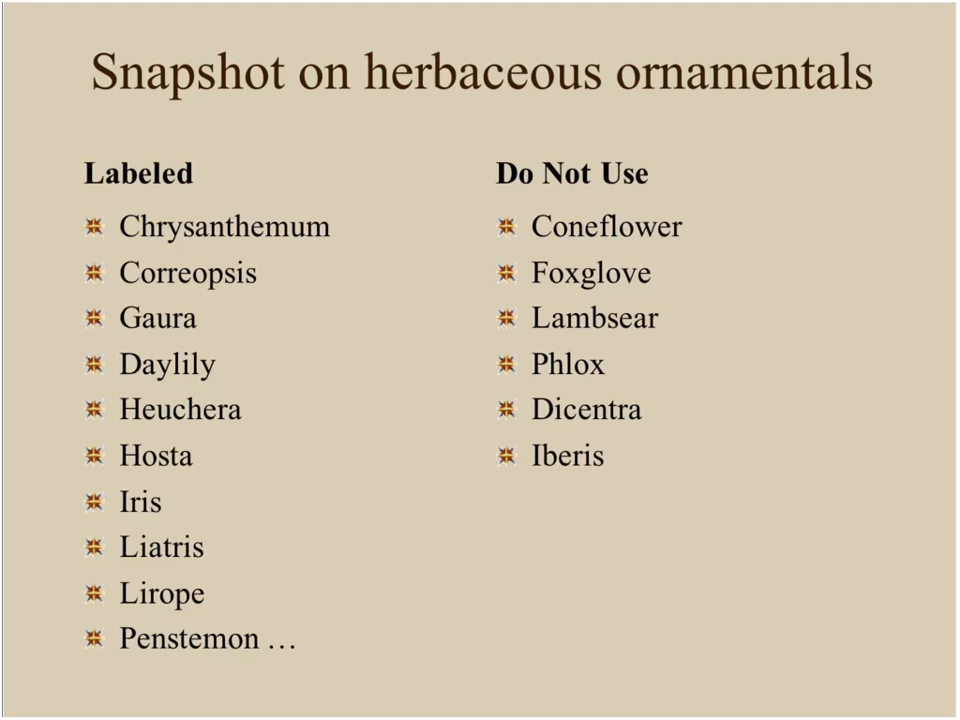 Snapshot on herbaceous ornamentals
Labeled
Chrysanthemum
Correopsis
Gaura
Daylily
Heuchera
Hosta
Iris
Liatris
Lirope
Penstemon …
Do Not Use
Coneflower
Foxglove
Lambsear
Phlox
Dicentra
Iberis